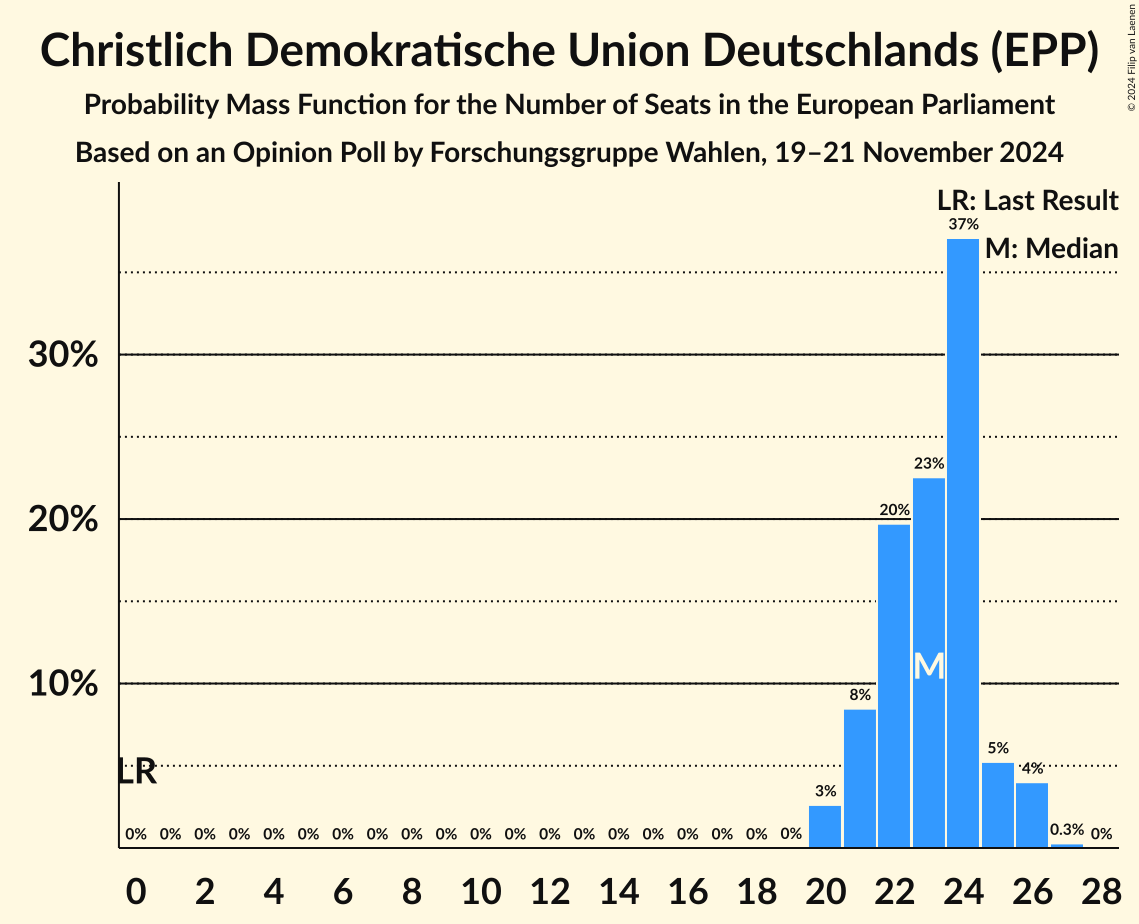 Christlich Demokratische Union Deutschlands (EPP)
Probability Mass Function for the Number of Seats in the European Parliament
Based on an Opinion Poll by Forschungsgruppe Wahlen, 19–21 November 2024
© 2024 Filip van Laenen
LR: Last Result
M: Median
37%
30%
23%
20%
20%
M
10%
8%
LR
5%
4%
3%
0% 0% 0% 0% 0% 0% 0% 0% 0% 0% 0% 0% 0% 0% 0% 0% 0% 0% 0% 0% 0.3% 0%
0 2 4 6 8 10 12 14 16 18 20 22 24 26 28